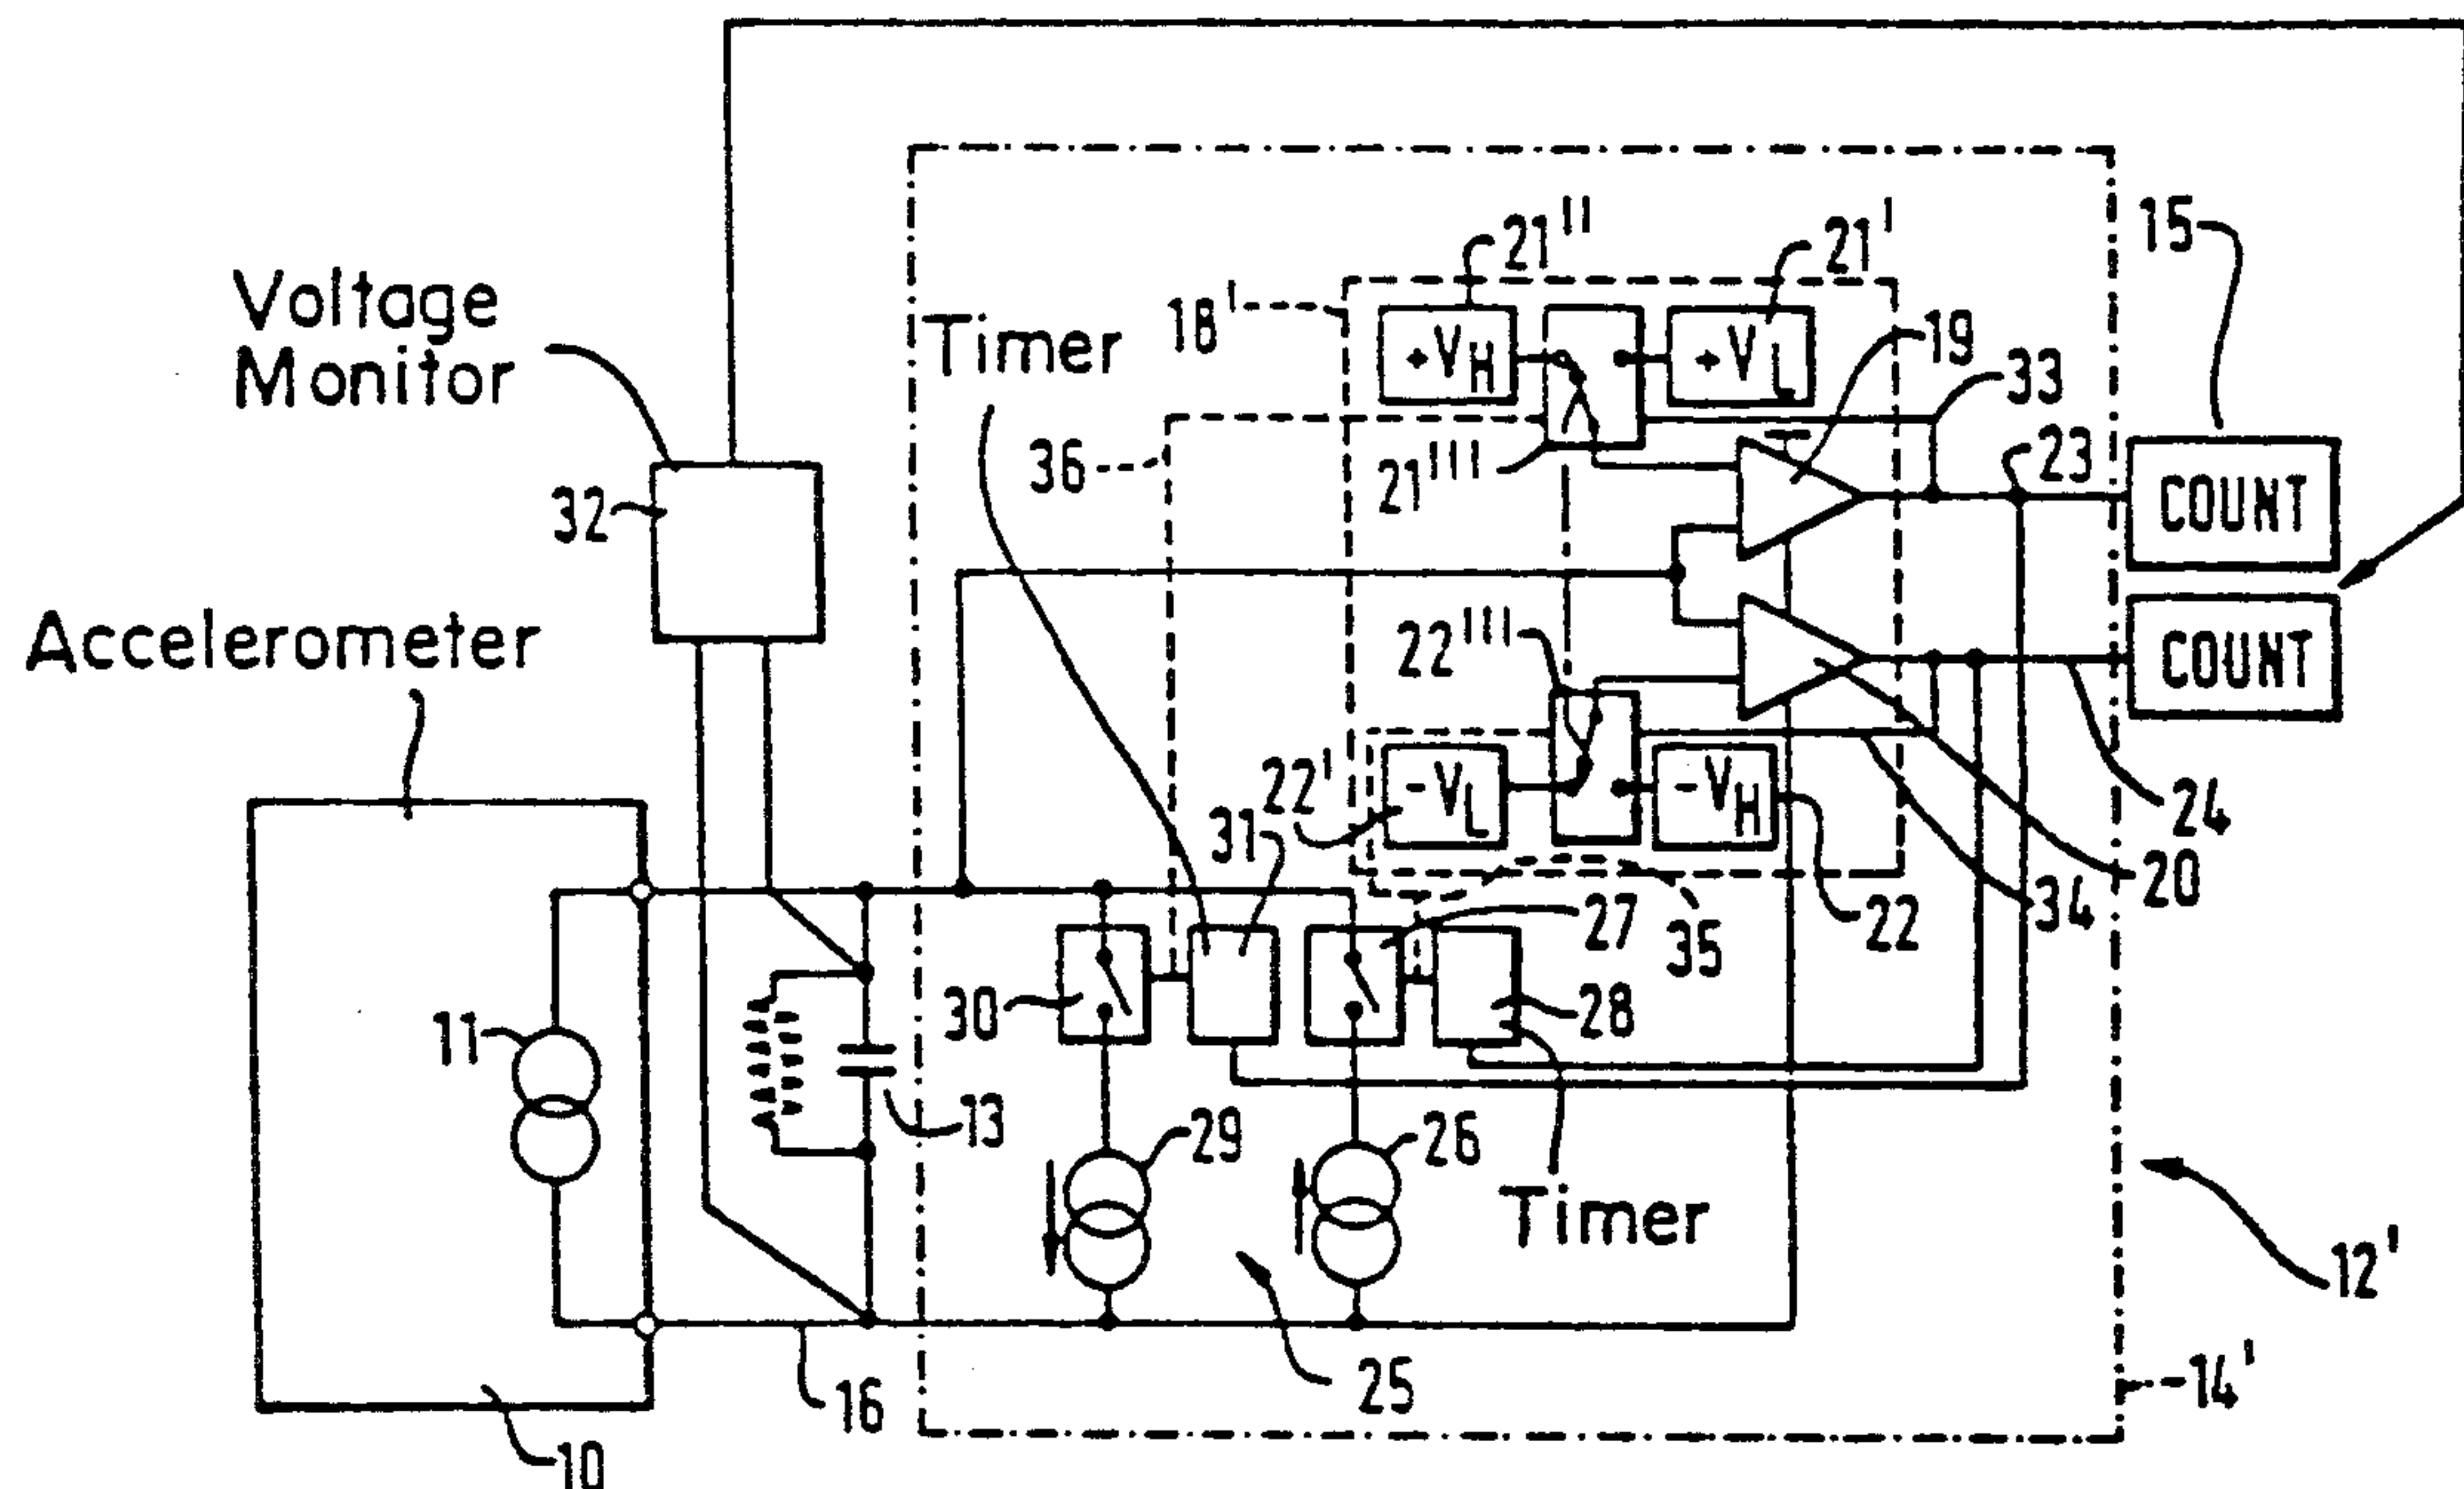 21'' 21' 15
Voltage
Monitor
18'
Timer
+VH +VL
19
33
36
21'''
23
32
COUNT
Accelerometer
22'''
COUNT
22'
-VL -VH
24
31
20
34
22
27
35
30
28
11
13
29
26
Timer
12'
25
14'
16
10